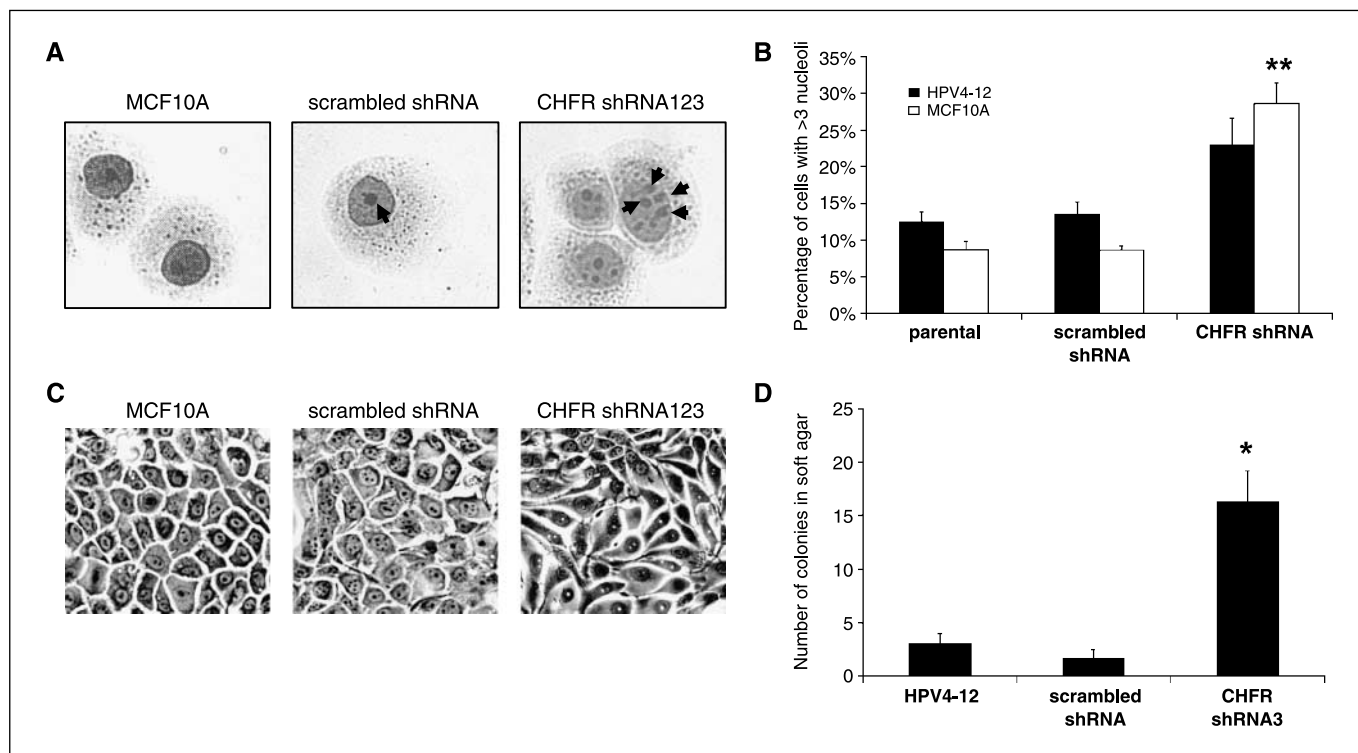 A
MCF10A
scrambled shRNA
CHFR shRNA123
B
Percentage of cells with >3 nucleoli
35%
30%
25%
20%
15%
10%
5%
0%
HPV4-12
MCF10A
**
parental
scrambled
shRNA
CHFR shRNA
C
MCF10A
scrambled shRNA
CHFR shRNA123
D
Number of colonies in soft agar
25
20
15
10
5
0
*
HPV4-12
scrambled
shRNA
CHFR
shRNA3